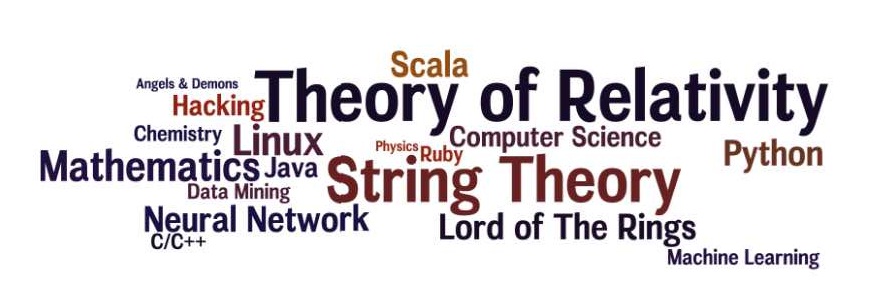 Scala
Angels & Demons
Theory of Relativity
Hacking
Chemistry
Linux
Physics
Computer Science
Ruby
Python
Mathematics
Java
String Theory
Data Mining
Neural Network
Lord of The Rings
C/C++
Machine Learning